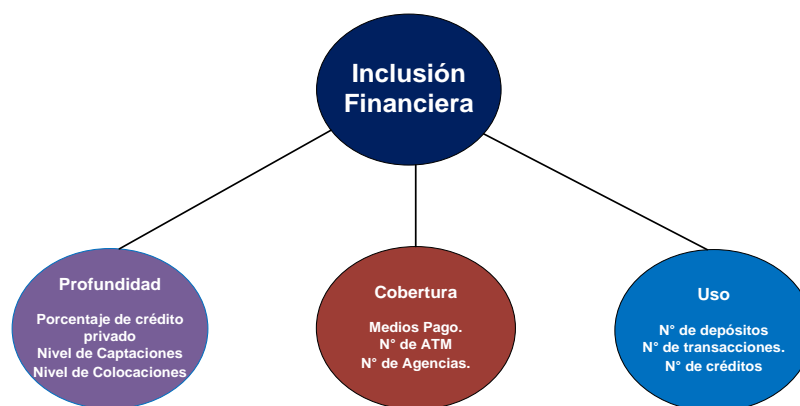 Inclusión
Financiera
Profundidad
Porcentaje de crédito
privado
Nivel de Captaciones
Nivel de Colocaciones
Cobertura
Medios Pago.
N° de ATM
N° de Agencias.
Uso
N° de depósitos
N° de transacciones.
N° de créditos